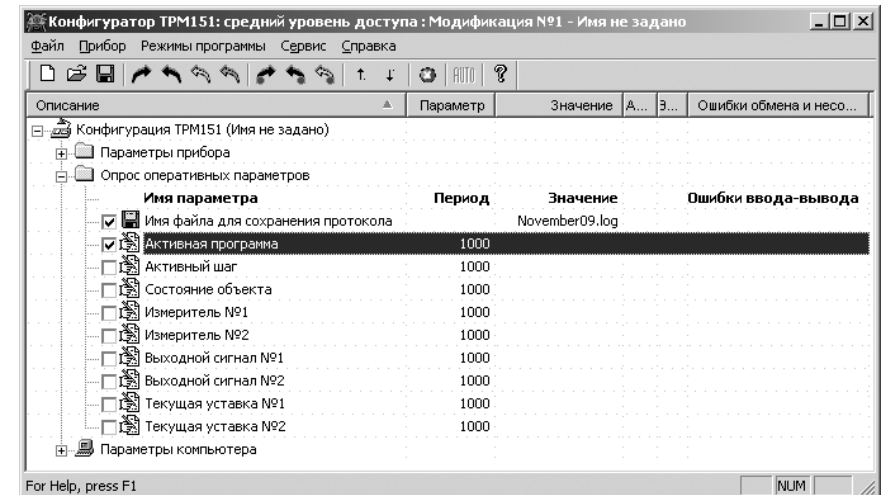 Конфигуратор ТРМ151: средний уровень доступа : Модификация №1 - Имя не задано
Файл Прибор Режимы программы Сервис Справка
AUTO
Описание Параметр Значение А... З... Ошибки обмена и несо...
Конфигурация ТРМ151 (Имя не задано)
Параметры прибора
Опрос оперативных параметров
Имя параметра Период Значение Ошибки ввода-вывода
Имя файла для сохранения протокола November09.log
Активная программа 1000
Активный шаг 1000
Состояние объекта 1000
Измеритель №1 1000
Измеритель №2 1000
Выходной сигнал №1 1000
Выходной сигнал №2 1000
Текущая уставка №1 1000
Текущая уставка №2 1000
Параметры компьютера
For Help, press F1 NUM